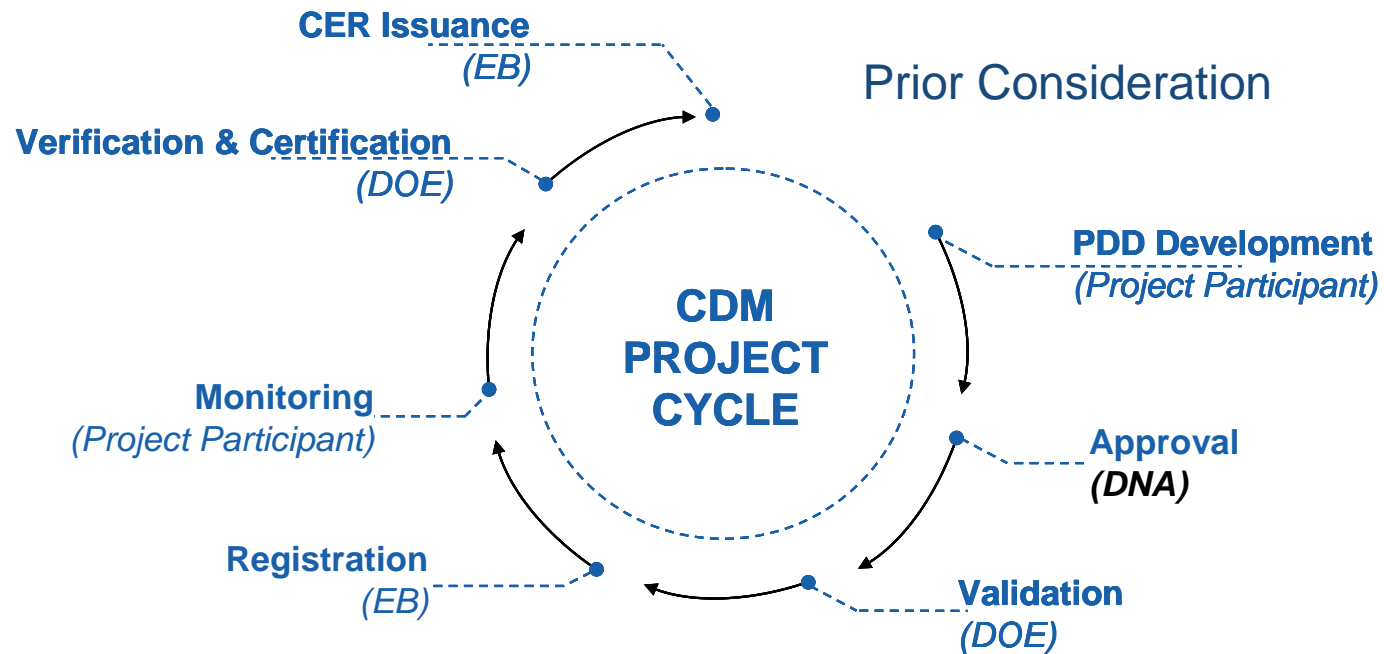 CER Issuance
(EB)
Prior Consideration
Verification & Certification
(DOE)
PDD Development
(Project Participant)
CDM
PROJECT
CYCLE
Monitoring
(Project Participant)
Approval
(DNA)
Registration
(EB)
Validation
(DOE)